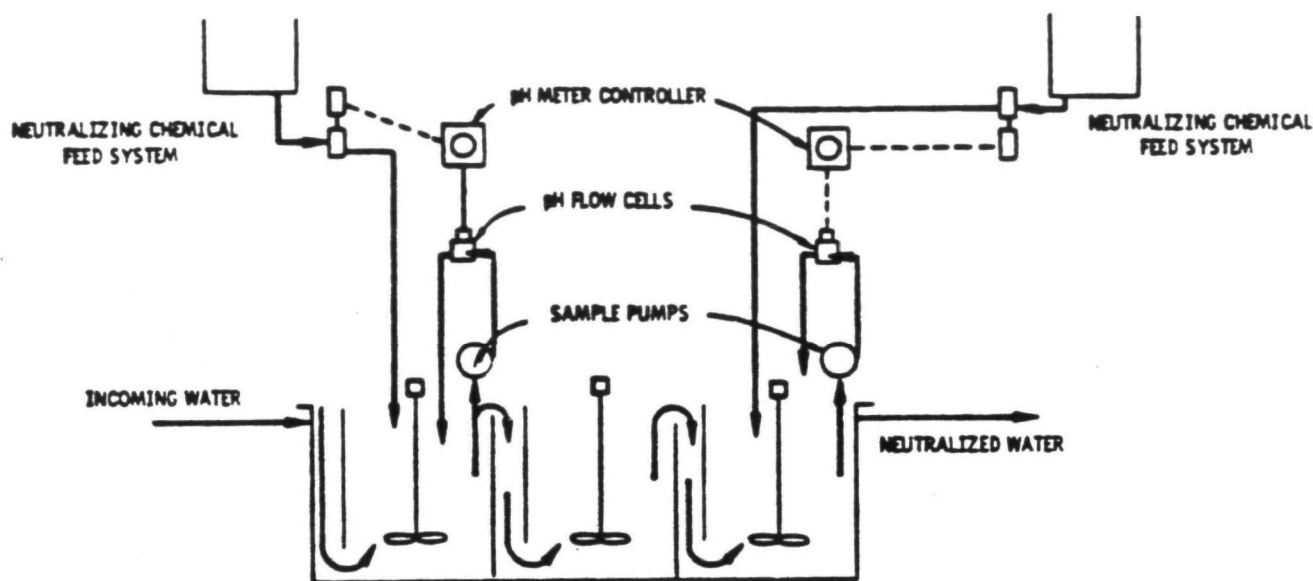 pH METER CONTROLLER
NEUTRALIZING CHEMICAL
FEED SYSTEM
NEUTRALIZING CHEMICAL
FEED SYSTEM
pH FLOW CELLS
SAMPLE PUMPS
INCOMING WATER
NEUTRALIZED WATER